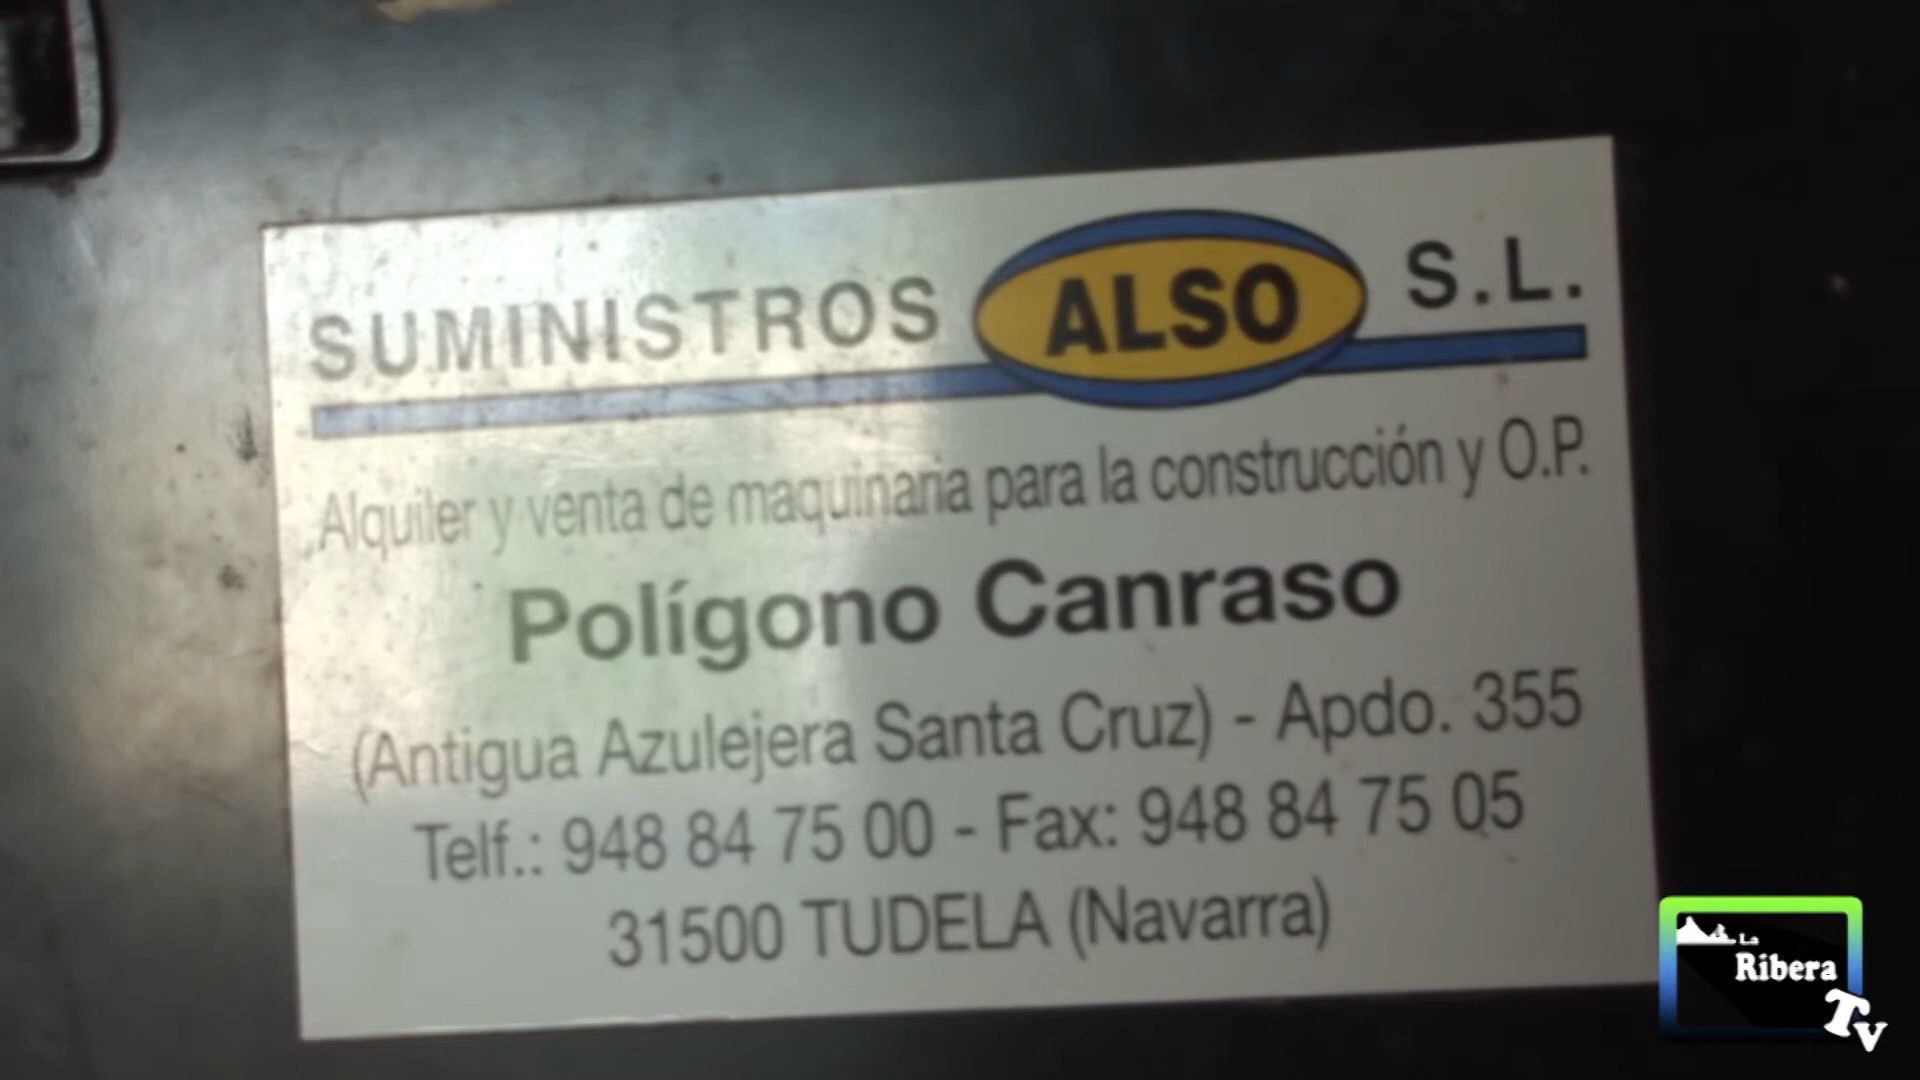 SUMINISTROS ALSO S.L.
Alquiler y venta de maquinaria para la construcción y O.P.
Polígono Canraso
(Antigua Azulejera Santa Cruz) - Apdo. 355
Telf.: 948 84 75 00 - Fax: 948 84 75 05
31500 TUDELA (Navarra)
La
Ribera
TV